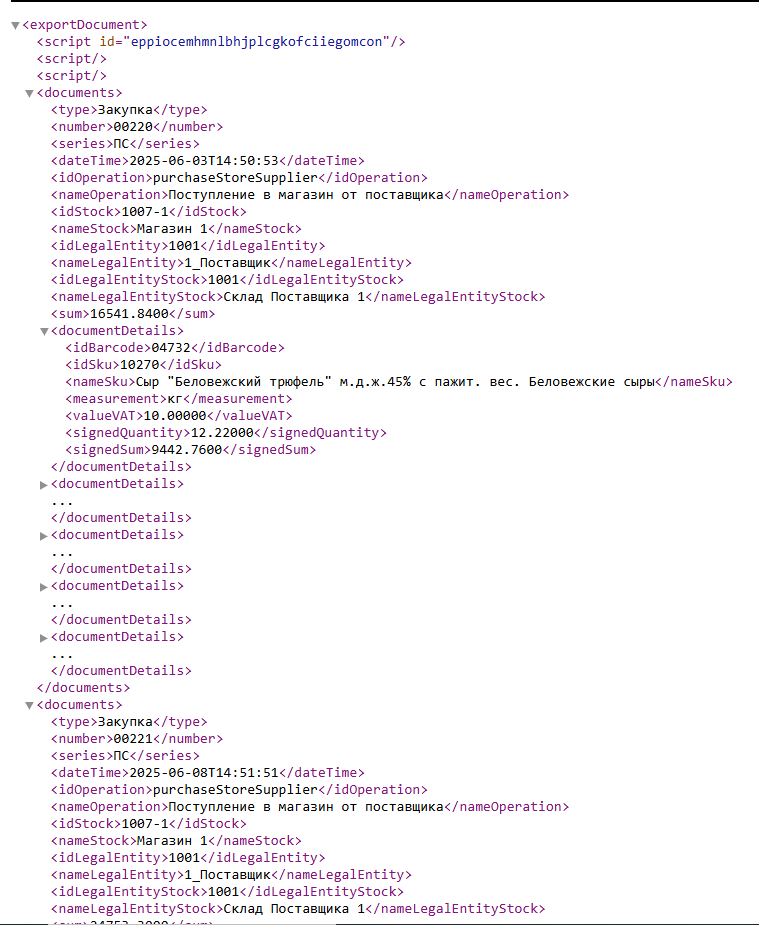 <exportDocument>
<script id="eppiocemhmnlbhjplcgkofciiegomcon"/>
<script/>
<script/>
<documents>
<type>Закупка</type>
<number>00220</number>
<series>ПС</series>
<dateTime>2025-06-03T14:50:53</dateTime>
<idOperation>purchaseStoreSupplier</idOperation>
<nameOperation>Поступление в магазин от поставщика</nameOperation>
<idStock>1007-1</idStock>
<nameStock>Магазин 1</nameStock>
<idLegalEntity>1001</idLegalEntity>
<nameLegalEntity>1_Поставщик</nameLegalEntity>
<idLegalEntityStock>1001</idLegalEntityStock>
<nameLegalEntityStock>Склад Поставщика 1</nameLegalEntityStock>
<sum>16541.8400</sum>
<documentDetails>
<idBarcode>04732</idBarcode>
<idSku>10270</idSku>
<nameSku>Сыр "Беловежский трюфель" м.д.ж.45% с пажит. вес. Беловежские сыры</nameSku>
<measurement>кг</measurement>
<valueVAT>10.00000</valueVAT>
<signedQuantity>12.22000</signedQuantity>
<signedSum>9442.7600</signedSum>
</documentDetails>
<documentDetails>
...
</documentDetails>
<documentDetails>
...
</documentDetails>
<documentDetails>
...
</documentDetails>
<documentDetails>
...
</documentDetails>
</documents>
<documents>
<type>Закупка</type>
<number>00221</number>
<series>ПС</series>
<dateTime>2025-06-08T14:51:51</dateTime>
<idOperation>purchaseStoreSupplier</idOperation>
<nameOperation>Поступление в магазин от поставщика</nameOperation>
<idStock>1007-1</idStock>
<nameStock>Магазин 1</nameStock>
<idLegalEntity>1001</idLegalEntity>
<nameLegalEntity>1_Поставщик</nameLegalEntity>
<idLegalEntityStock>1001</idLegalEntityStock>
<nameLegalEntityStock>Склад Поставщика 1</nameLegalEntityStock>